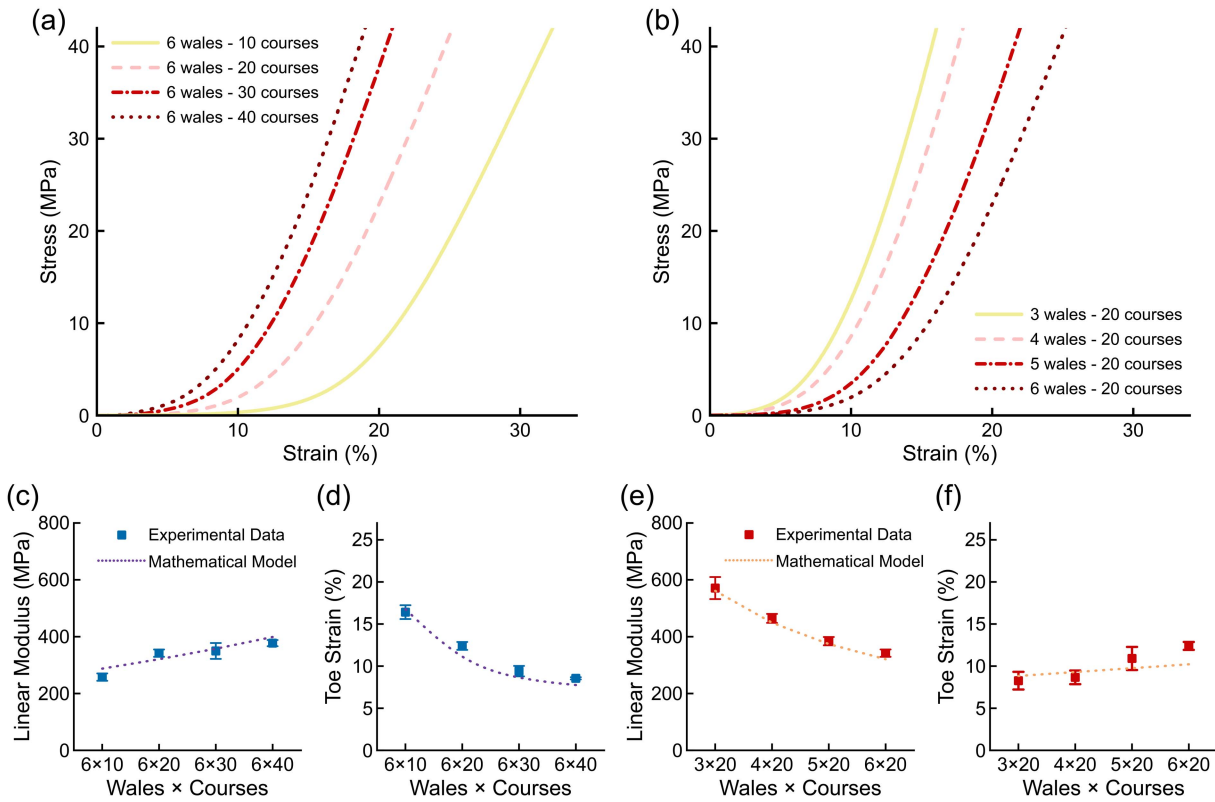 (a)
6 wales - 10 courses
6 wales - 20 courses
6 wales - 30 courses
6 wales - 40 courses
Stress (MPa)
40
30
20
10
0
0 10 20 30
Strain (%)
(b)
3 wales - 20 courses
4 wales - 20 courses
5 wales - 20 courses
6 wales - 20 courses
Stress (MPa)
40
30
20
10
0
0 10 20 30
Strain (%)
(c)
Experimental Data
Mathematical Model
Linear Modulus (MPa)
800
600
400
200
0
6×10 6×20 6×30 6×40
Wales × Courses
(d)
Toe Strain (%)
25
20
15
10
5
0
6×10 6×20 6×30 6×40
Wales × Courses
(e)
Experimental Data
Mathematical Model
Linear Modulus (MPa)
800
600
400
200
0
3×20 4×20 5×20 6×20
Wales × Courses
(f)
Toe Strain (%)
25
20
15
10
5
0
3×20 4×20 5×20 6×20
Wales × Courses